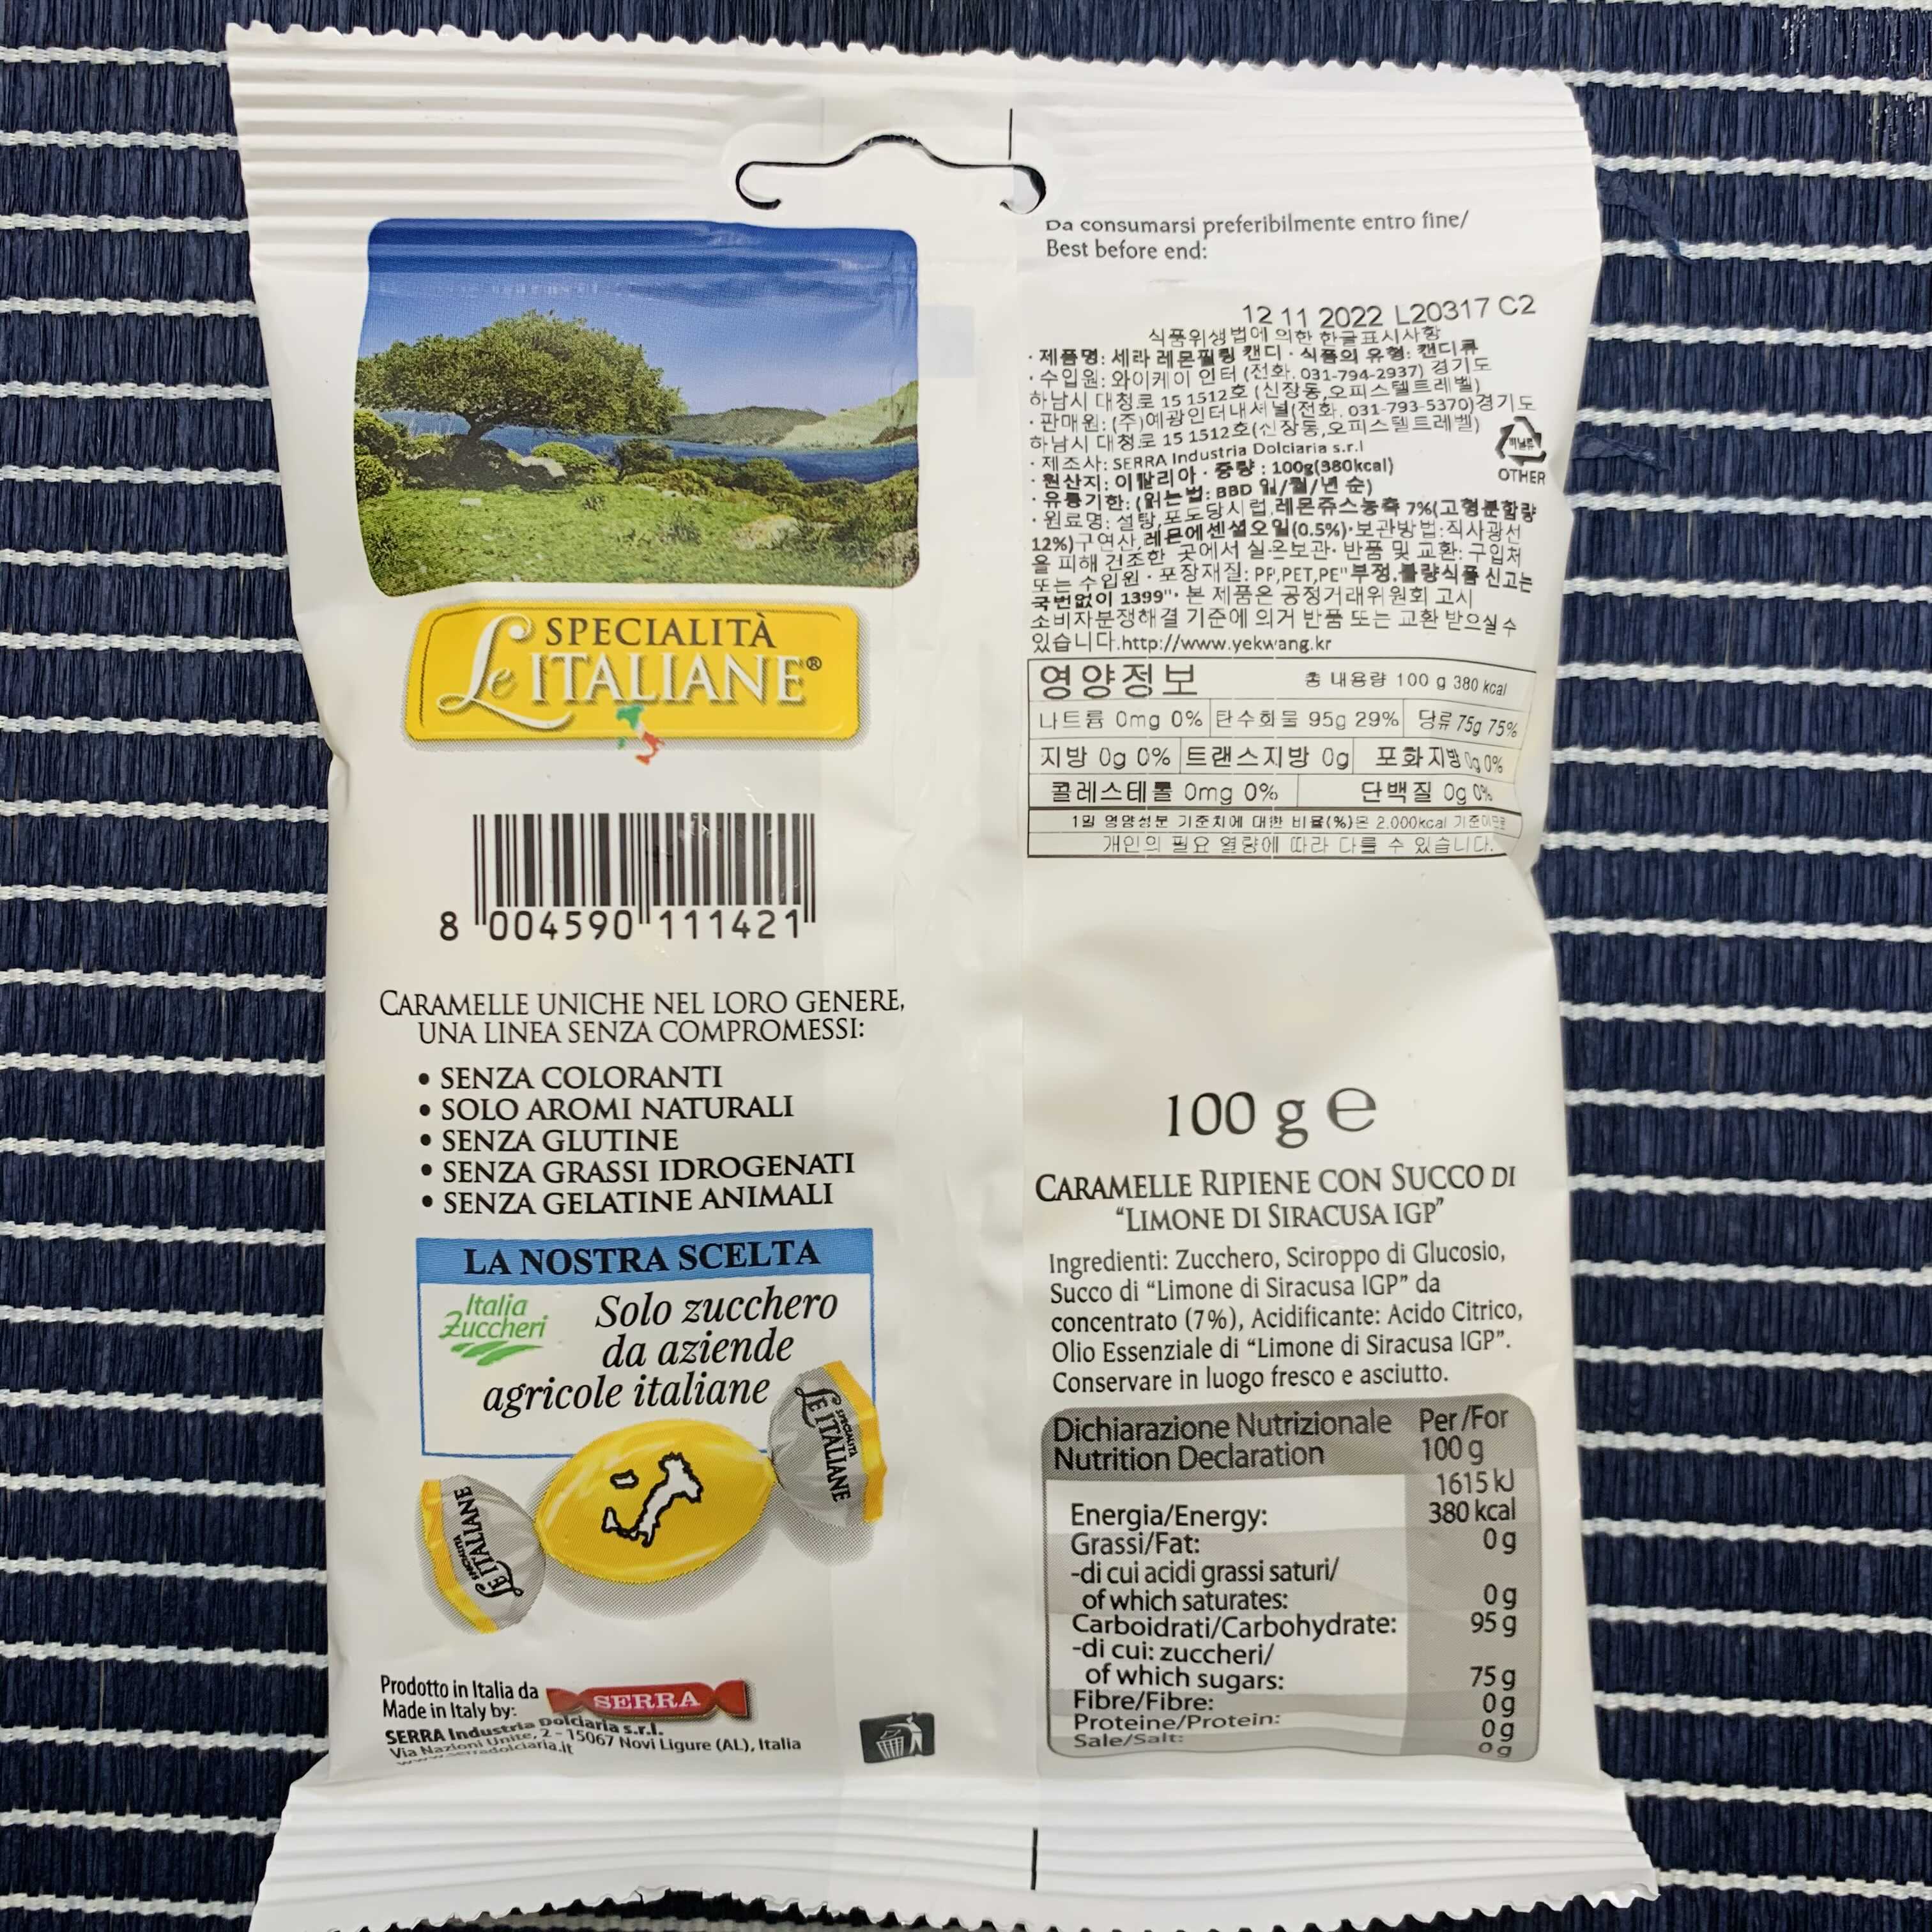 SPECIALITÀ
Le ITALIANE®
8 004590 111421
CARAMELLE UNICHE NEL LORO GENERE,
UNA LINEA SENZA COMPROMESSI:
• SENZA COLORANTI
• SOLO AROMI NATURALI
• SENZA GLUTINE
• SENZA GRASSI IDROGENATI
• SENZA GELATINE ANIMALI
LA NOSTRA SCELTA
Italia
Zuccheri
Solo zucchero
da aziende
agricole italiane
SPECIALITÀ
LE ITALIANE
SPECIALITÀ
LE ITALIANE
Prodotto in Italia da
Made in Italy by:
SERRA
SERRA Industria Dolciaria s.r.l.
Via Nazioni Unite, 2 - 15067 Novi Ligure (AL), Italia
www.serradolciaria.it
Da consumarsi preferibilmente entro fine/
Best before end:
12 11 2022 L20317 C2
식품위생법에 의한 한글표시사항
· 제품명: 세라 레몬필링 캔디 · 식품의 유형: 캔디류
· 수입원: 와이케이 인터 (전화. 031-794-2937) 경기도
하남시 대청로 15 1512호 (신장동,오피스텔트레벨)
· 판매원: (주)예광인터내셔널(전화. 031-793-5370)경기도
하남시 대청로 15 1512호(신장동,오피스텔트레벨)
· 제조사: SERRA Industria Dolciaria s.r.l
· 원산지: 이탈리아 · 중량 : 100g(380kcal)
· 유통기한: (읽는법: BBD 일/월/년 순)
· 원료명: 설탕,포도당시럽,레몬쥬스농축 7%(고형분함량
12%)구연산,레몬에센셜오일(0.5%)·보관방법:직사광선
을 피해 건조한 곳에서 실온보관· 반품 및 교환: 구입처
또는 수입원 · 포장재질: PP,PET,PE"부정.불량식품 신고는
국번없이 1399"· 본 제품은 공정거래위원회 고시
소비자분쟁해결 기준에 의거 반품 또는 교환 받으실 수
있습니다.http://www.yekwang.kr
비닐류
OTHER
영양정보 총 내용량 100 g 380 kcal
나트륨 0mg 0% 탄수화물 95g 29% 당류 75g 75%
지방 0g 0% 트랜스지방 0g 포화지방 0g 0%
콜레스테롤 0mg 0% 단백질 0g 0%
1일 영양성분 기준치에 대한 비율(%)은 2.000kcal 기준이므로
개인의 필요 열량에 따라 다를 수 있습니다.
100 g e
CARAMELLE RIPIENE CON SUCCO DI
"LIMONE DI SIRACUSA IGP"
Ingredienti: Zucchero, Sciroppo di Glucosio,
Succo di "Limone di Siracusa IGP" da
concentrato (7%), Acidificante: Acido Citrico,
Olio Essenziale di "Limone di Siracusa IGP".
Conservare in luogo fresco e asciutto.
Dichiarazione Nutrizionale Per/For
Nutrition Declaration 100 g
1615 kJ
Energia/Energy: 380 kcal
Grassi/Fat: 0 g
-di cui acidi grassi saturi/
of which saturates: 0 g
Carboidrati/Carbohydrate: 95 g
-di cui: zuccheri/
of which sugars: 75 g
Fibre/Fibre: 0 g
Proteine/Protein: 0 g
Sale/Salt: 0 g